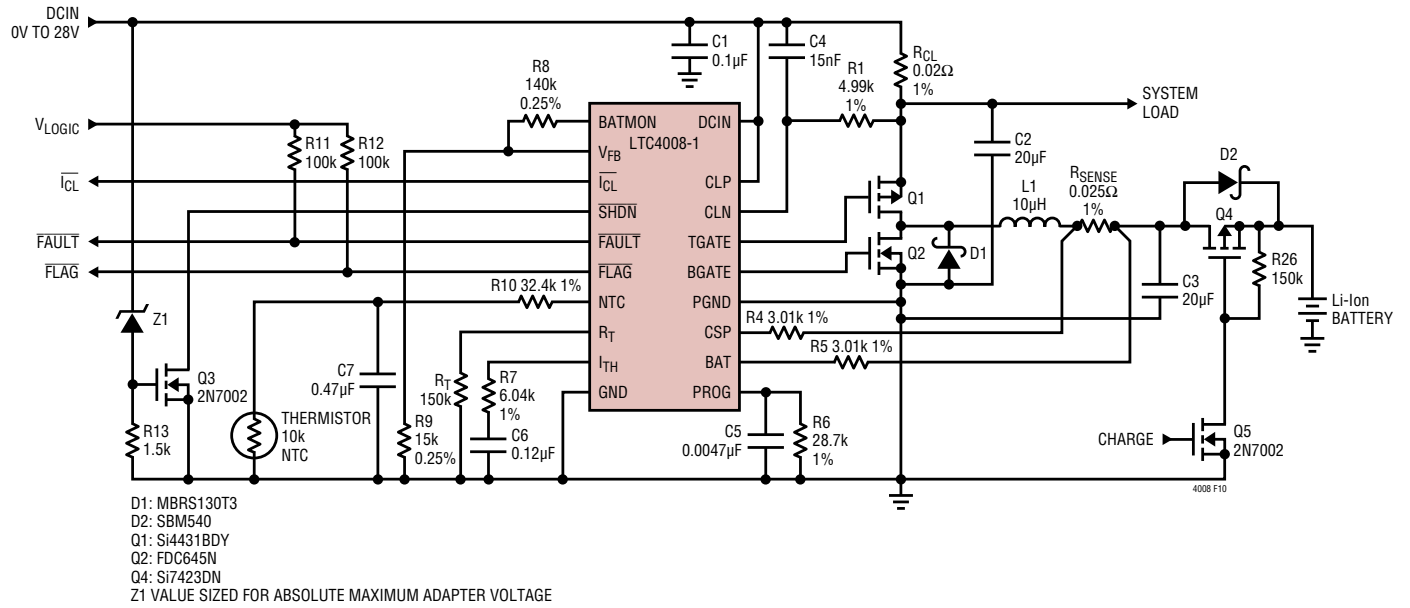 DCIN
0V TO 28V
C1
0.1µF
C4
15nF
R1
4.99k
1%
RCL
0.02Ω
1%
SYSTEM
LOAD
R8
140k
0.25%
VLOGIC
R11
100k
R12
100k
BATMON
VFB
ICL
SHDN
FAULT
FLAG
NTC
RT
ITH
GND
LTC4008-1
DCIN
CLP
CLN
TGATE
BGATE
PGND
CSP
BAT
PROG
ICL
FAULT
FLAG
C2
20µF
Q1
Q2
D1
L1
10µH
RSENSE
0.025Ω
1%
D2
Q4
R26
150k
C3
20µF
Li-Ion
BATTERY
R10 32.4k 1%
R4 3.01k 1%
R5 3.01k 1%
Z1
Q3
2N7002
R13
1.5k
THERMISTOR
10k
NTC
C7
0.47µF
R9
15k
0.25%
RT
150k
R7
6.04k
1%
C6
0.12µF
C5
0.0047µF
R6
28.7k
1%
CHARGE
Q5
2N7002
4008 F10
D1: MBRS130T3
D2: SBM540
Q1: Si4431BDY
Q2: FDC645N
Q4: Si7423DN
Z1 VALUE SIZED FOR ABSOLUTE MAXIMUM ADAPTER VOLTAGE